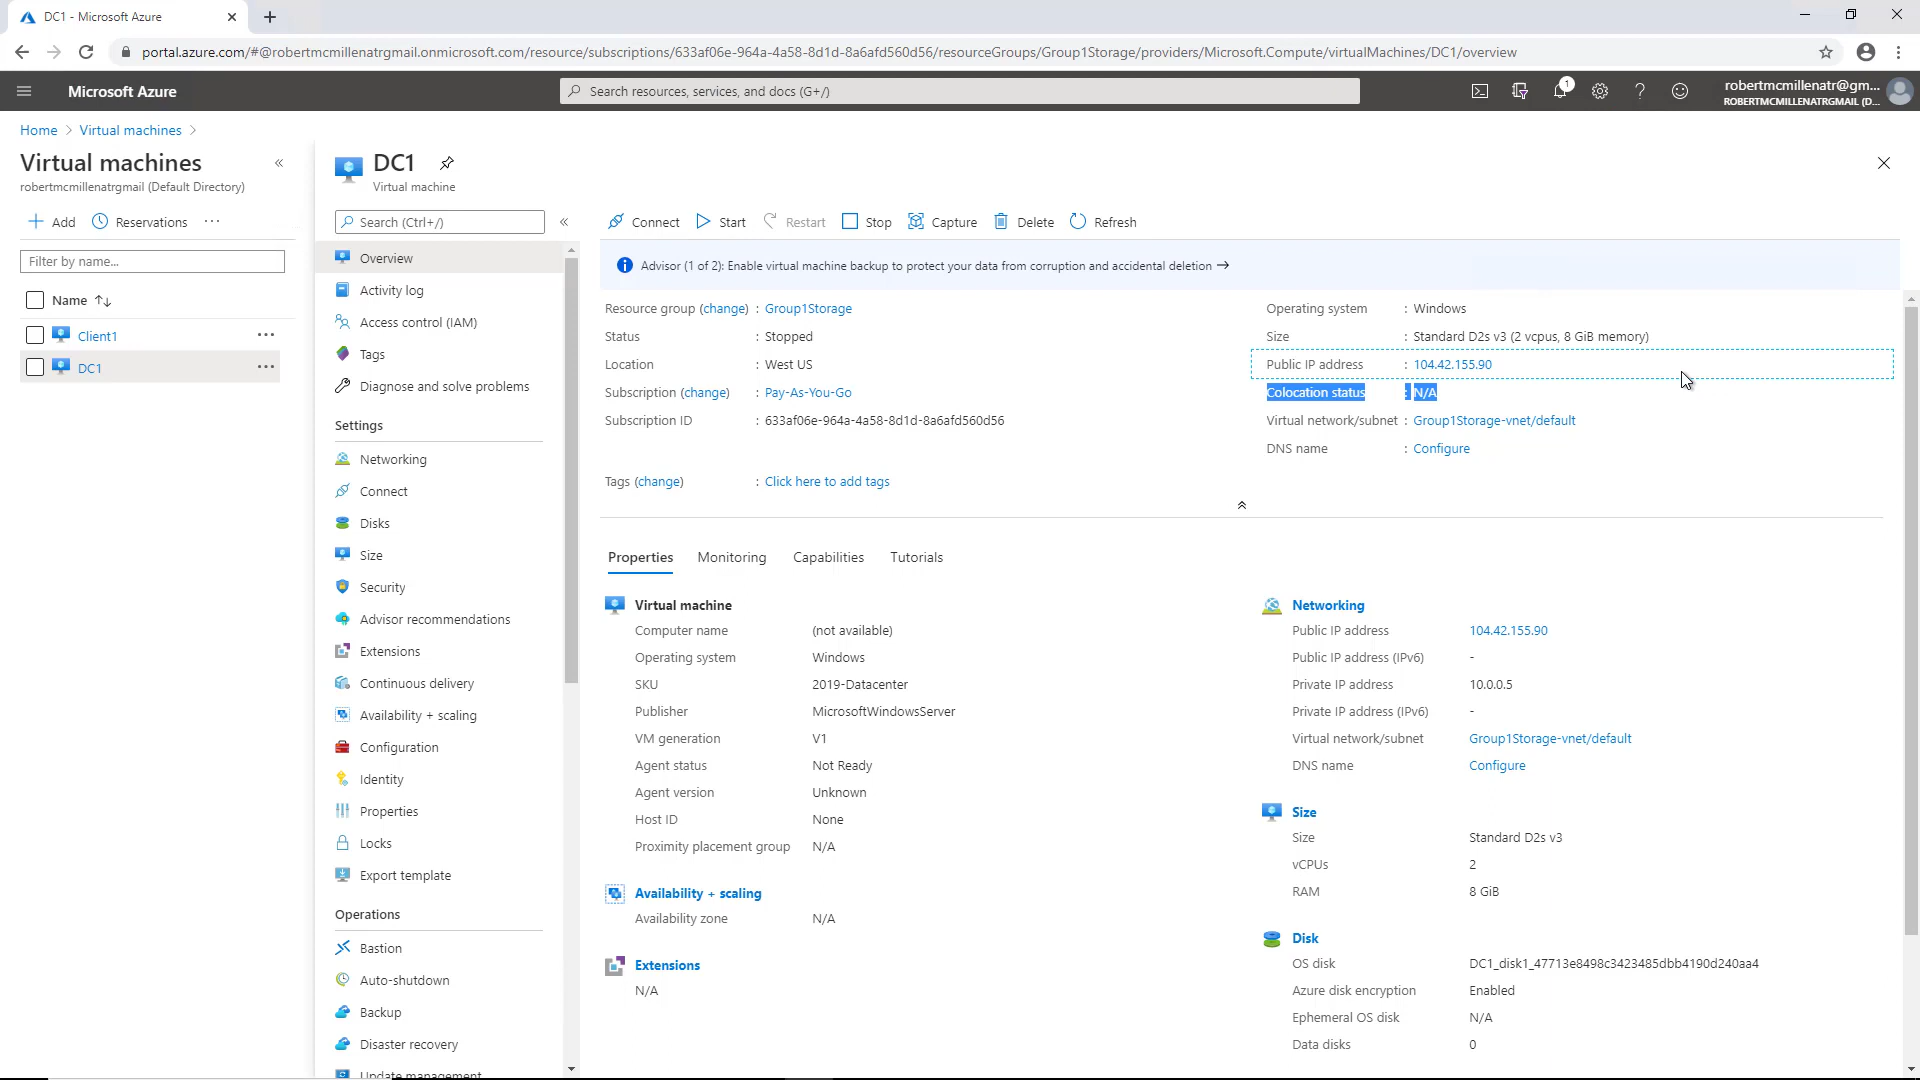 DC1 - Microsoft Azure
portal.azure.com/#@robertmcmillenatrgmail.onmicrosoft.com/resource/subscriptions/633af06e-964a-4a58-8d1d-8a6afd560d56/resourceGroups/Group1Storage/providers/Microsoft.Compute/virtualMachines/DC1/overview
Microsoft Azure
Search resources, services, and docs (G+/)
1
robertmcmillenatr@gm...
ROBERTMCMILLENATRGMAIL (D...
Home > Virtual machines >
Virtual machines
robertmcmillenatrgmail (Default Directory)
Add
Reservations
Filter by name...
Name
Client1
DC1
DC1
Virtual machine
Search (Ctrl+/)
Overview
Activity log
Access control (IAM)
Tags
Diagnose and solve problems
Settings
Networking
Connect
Disks
Size
Security
Advisor recommendations
Extensions
Continuous delivery
Availability + scaling
Configuration
Identity
Properties
Locks
Export template
Operations
Bastion
Auto-shutdown
Backup
Disaster recovery
Update management
Connect
Start
Restart
Stop
Capture
Delete
Refresh
Advisor (1 of 2): Enable virtual machine backup to protect your data from corruption and accidental deletion →
Resource group (change) : Group1Storage
Status : Stopped
Location : West US
Subscription (change) : Pay-As-You-Go
Subscription ID : 633af06e-964a-4a58-8d1d-8a6afd560d56
Tags (change) : Click here to add tags
Operating system : Windows
Size : Standard D2s v3 (2 vcpus, 8 GiB memory)
Public IP address : 104.42.155.90
Colocation status : N/A
Virtual network/subnet : Group1Storage-vnet/default
DNS name : Configure
Properties
Monitoring
Capabilities
Tutorials
Virtual machine
Computer name (not available)
Operating system Windows
SKU 2019-Datacenter
Publisher MicrosoftWindowsServer
VM generation V1
Agent status Not Ready
Agent version Unknown
Host ID None
Proximity placement group N/A
Availability + scaling
Availability zone N/A
Extensions
N/A
Networking
Public IP address 104.42.155.90
Public IP address (IPv6) -
Private IP address 10.0.0.5
Private IP address (IPv6) -
Virtual network/subnet Group1Storage-vnet/default
DNS name Configure
Size
Size Standard D2s v3
vCPUs 2
RAM 8 GiB
Disk
OS disk DC1_disk1_47713e8498c3423485dbb4190d240aa4
Azure disk encryption Enabled
Ephemeral OS disk N/A
Data disks 0